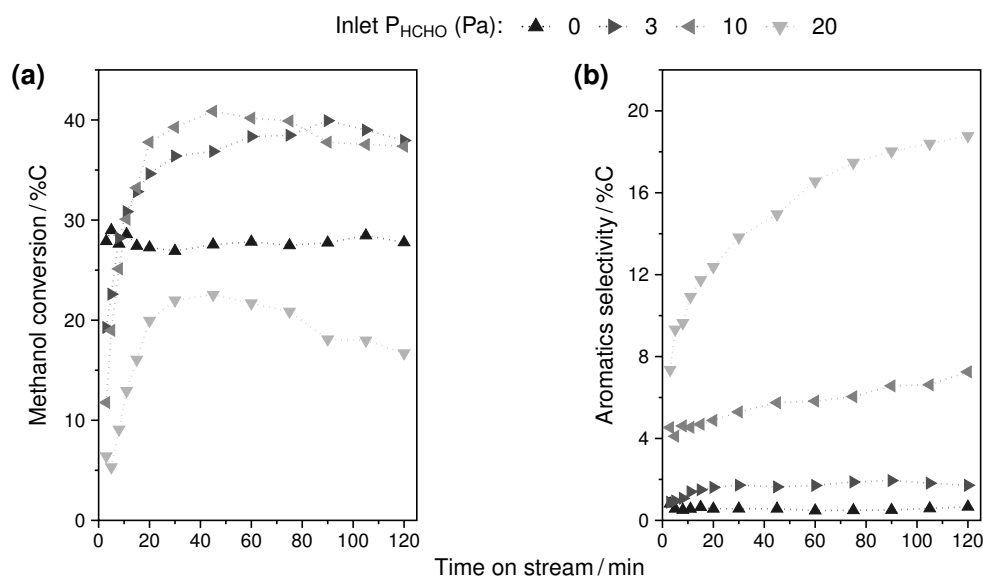 Inlet P_HCHO (Pa): 0 3 10 20
(a)
(b)
Methanol conversion / %C
40
30
20
10
0
0 20 40 60 80 100 120
Aromatics selectivity / %C
20
16
12
8
4
0
0 20 40 60 80 100 120
Time on stream / min